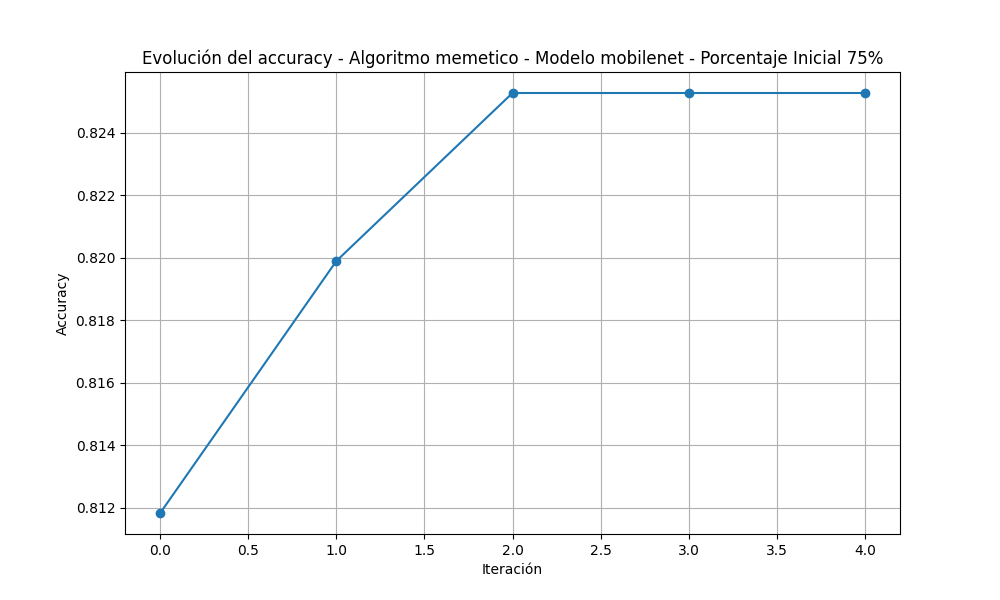 Evolución del accuracy - Algoritmo memetico - Modelo mobilenet - Porcentaje Inicial 75%
0.824
0.822
0.820
0.818
0.816
0.814
0.812
Accuracy
0.0 0.5 1.0 1.5 2.0 2.5 3.0 3.5 4.0
Iteración